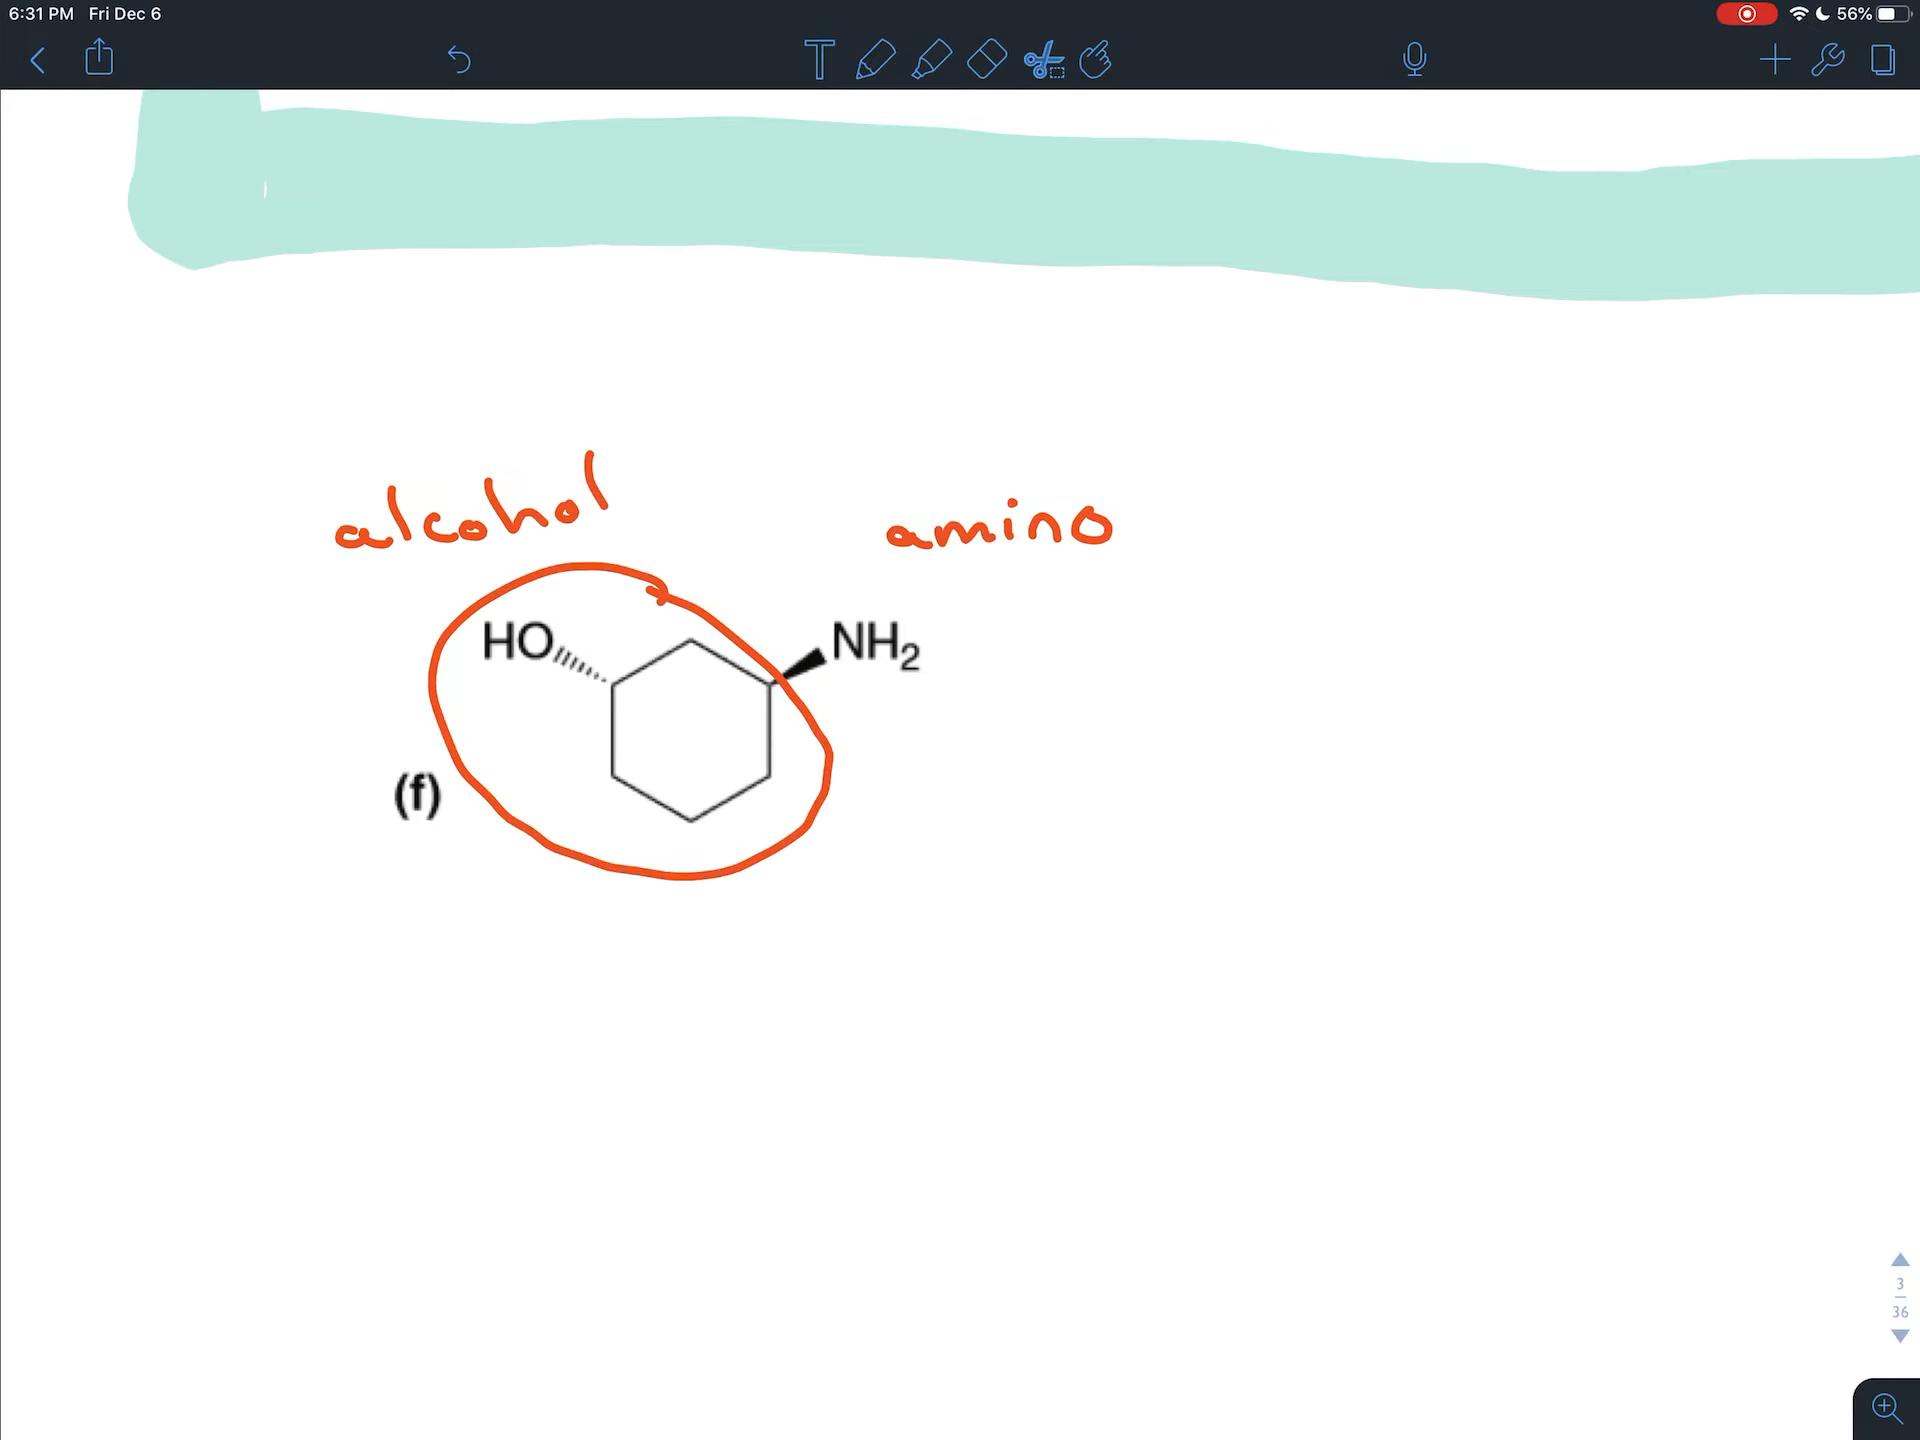 6:31 PM Fri Dec 6
56%
T
alcohol amino
HO NH₂
(f)
3
36